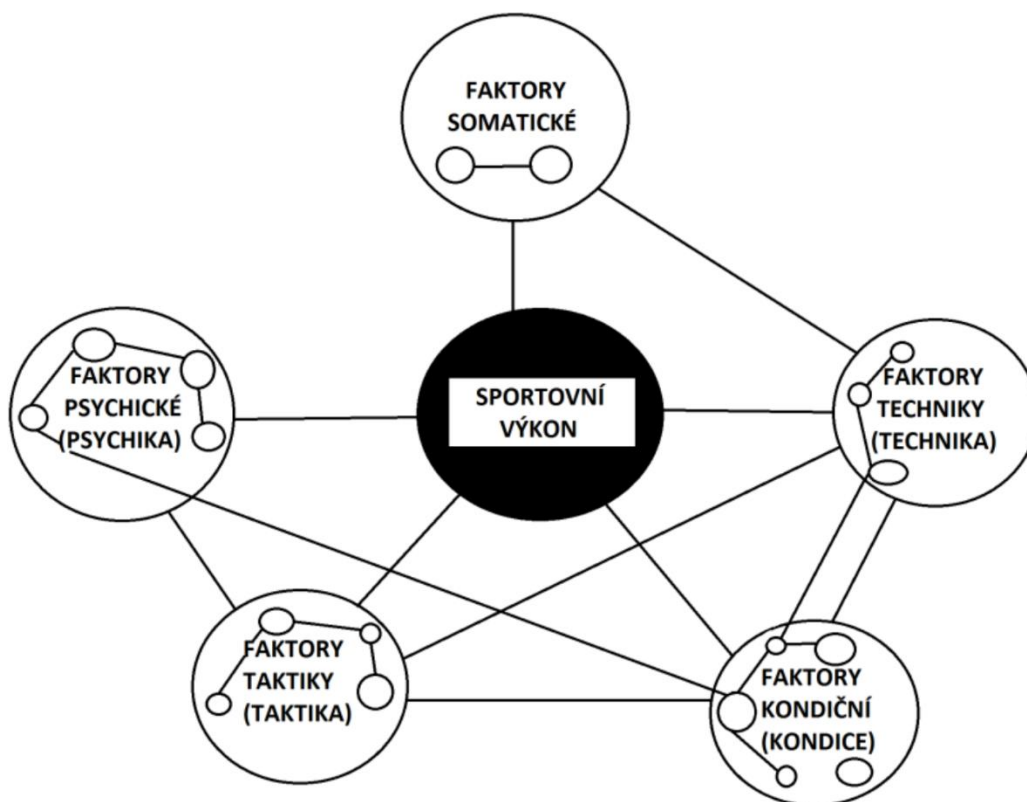 FAKTORY
SOMATICKÉ
FAKTORY
PSYCHICKÉ
(PSYCHIKA)
SPORTOVNÍ
VÝKON
FAKTORY
TECHNIKY
(TECHNIKA)
FAKTORY
TAKTIKY
(TAKTIKA)
FAKTORY
KONDIČNÍ
(KONDICE)